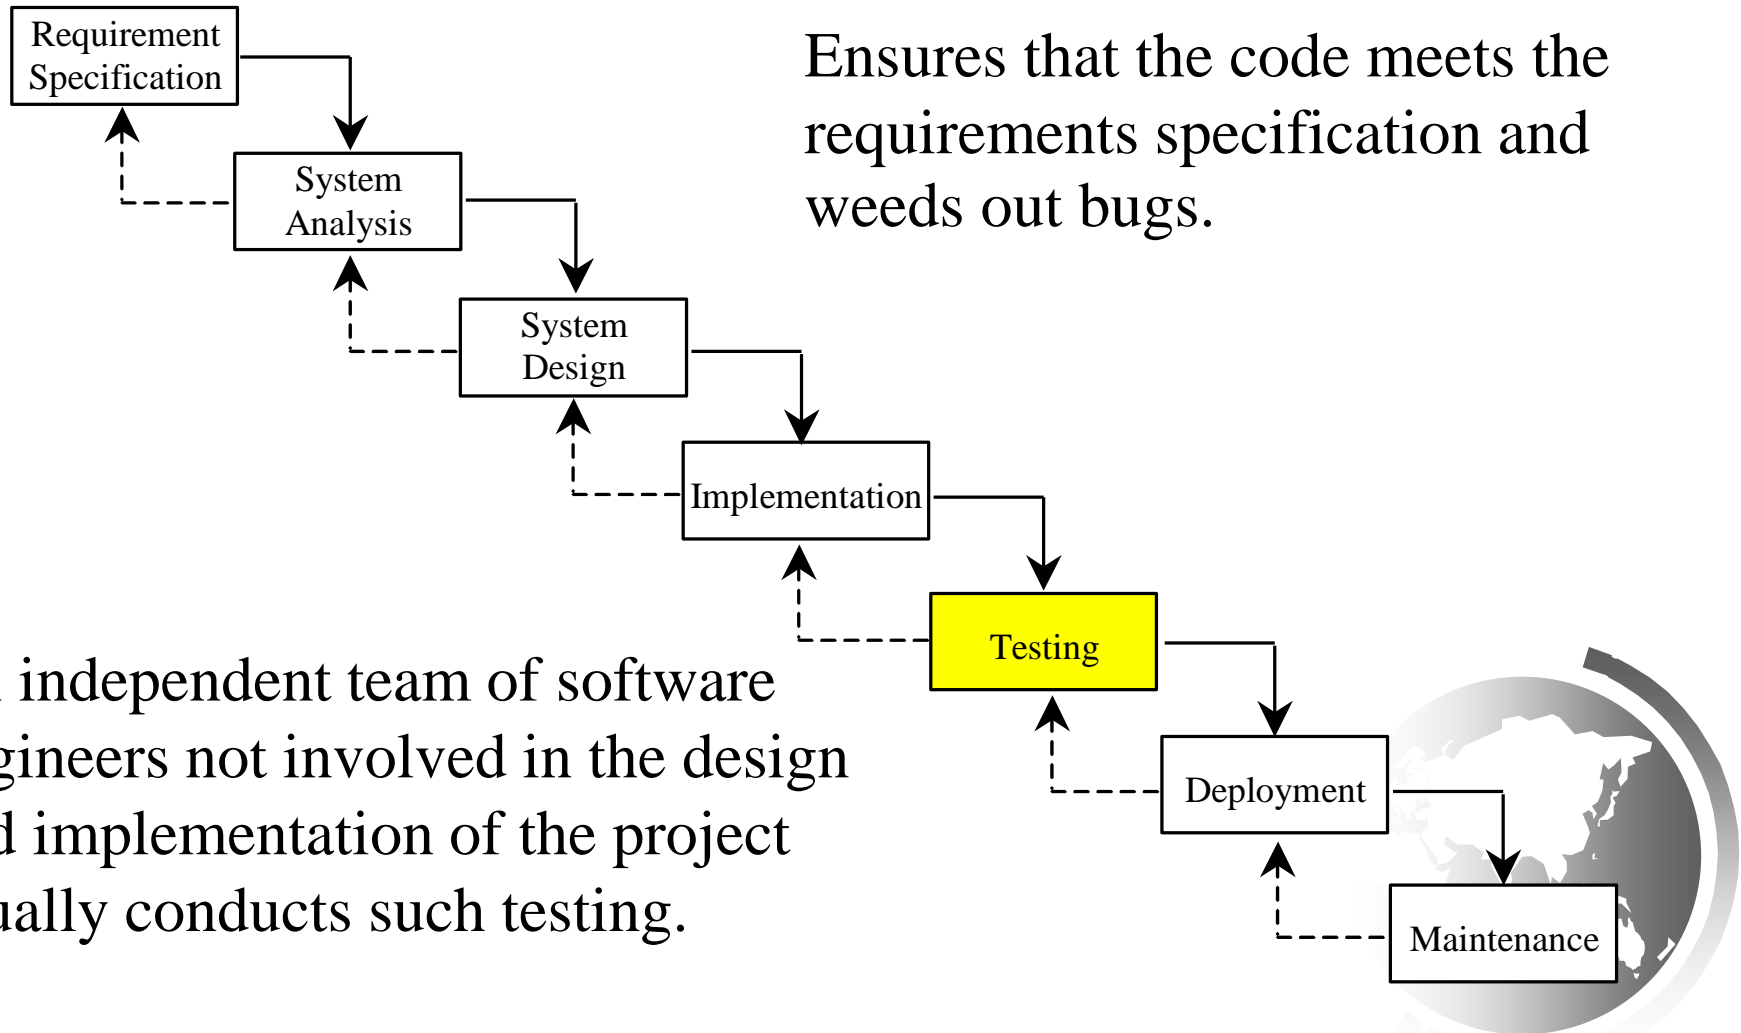 Requirement
Specification
Ensures that the code meets the
requirements specification and
weeds out bugs.
System
Analysis
System
Design
Implementation
Testing
independent team of software
not involved in the design
implementation of the project
conducts such testing.
Deployment
Maintenance